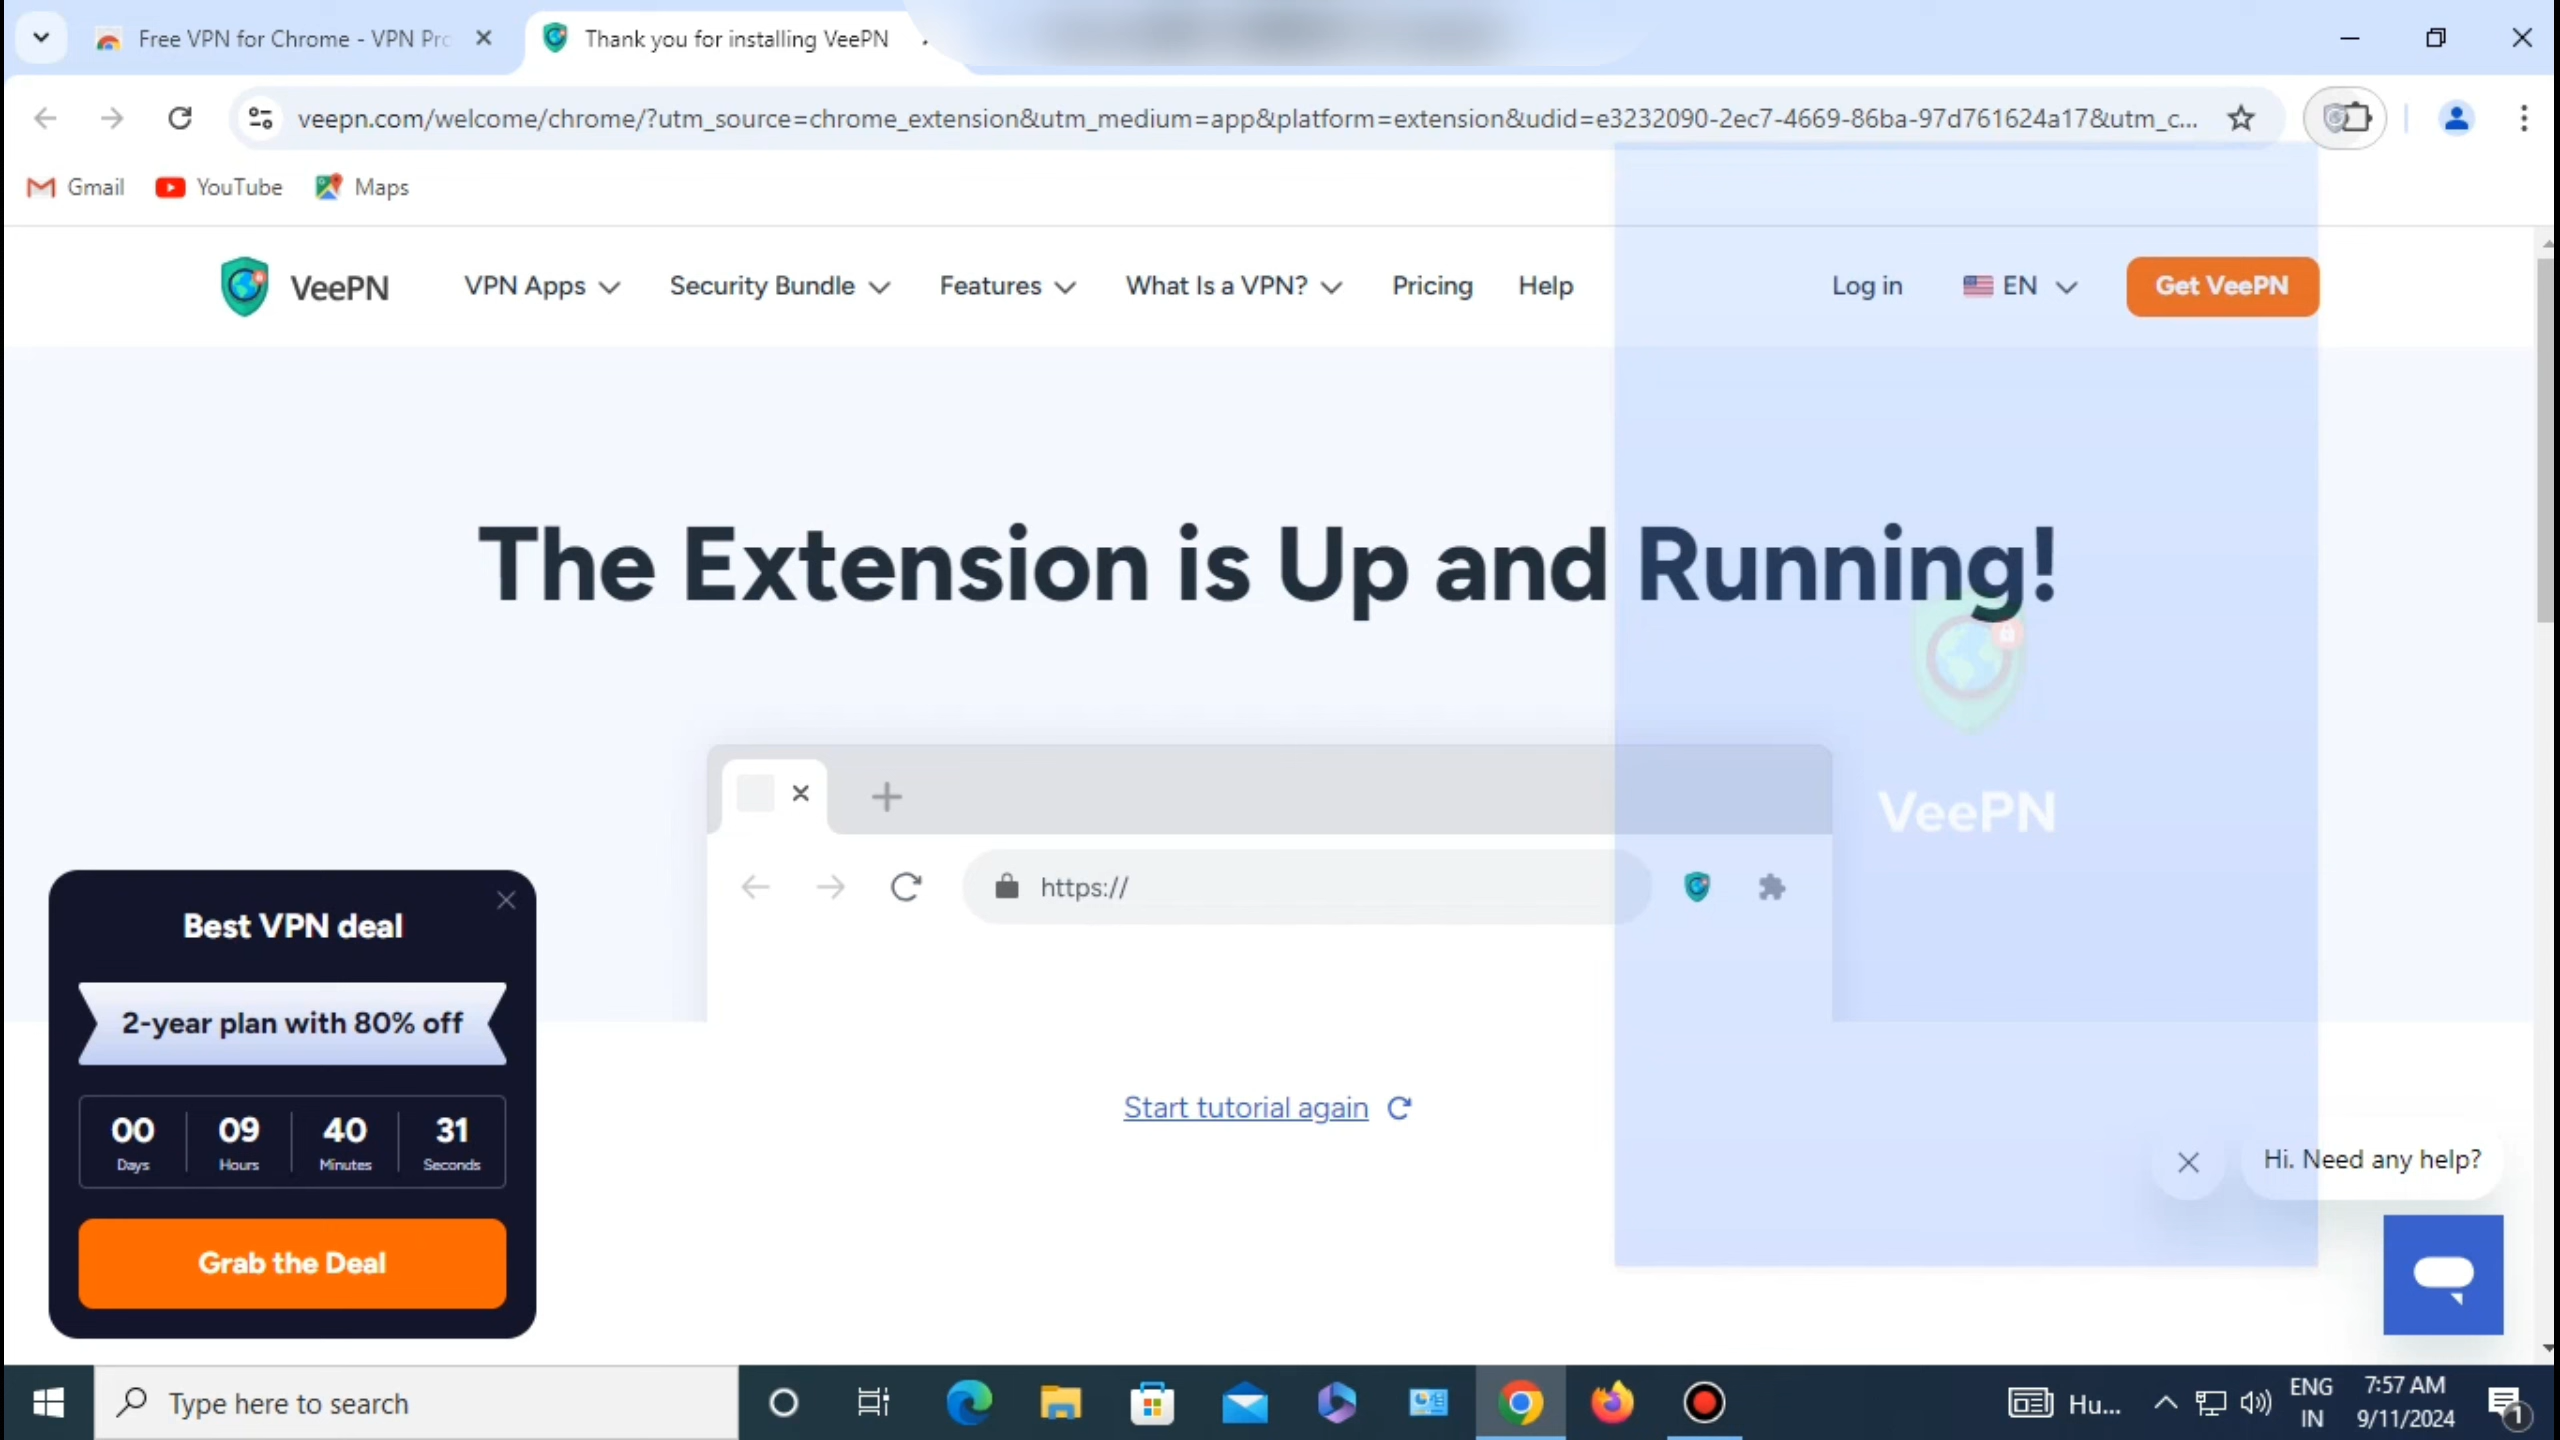 Free VPN for Chrome - VPN Prc
Thank you for installing VeePN
veepn.com/welcome/chrome/?utm_source=chrome_extension&utm_medium=app&platform=extension&udid=e3232090-2ec7-4669-86ba-97d761624a17&utm_c...
Gmail YouTube Maps
VeePN VPN Apps Security Bundle Features What Is a VPN? Pricing Help Log in EN Get VeePN
The Extension is Up and Running!
VeePN
https://
Best VPN deal
2-year plan with 80% off
00 09 40 31
Days Hours Minutes Seconds
Grab the Deal
Start tutorial again
Hi. Need any help?
Type here to search
Hu...
ENG
IN
7:57 AM
9/11/2024
1